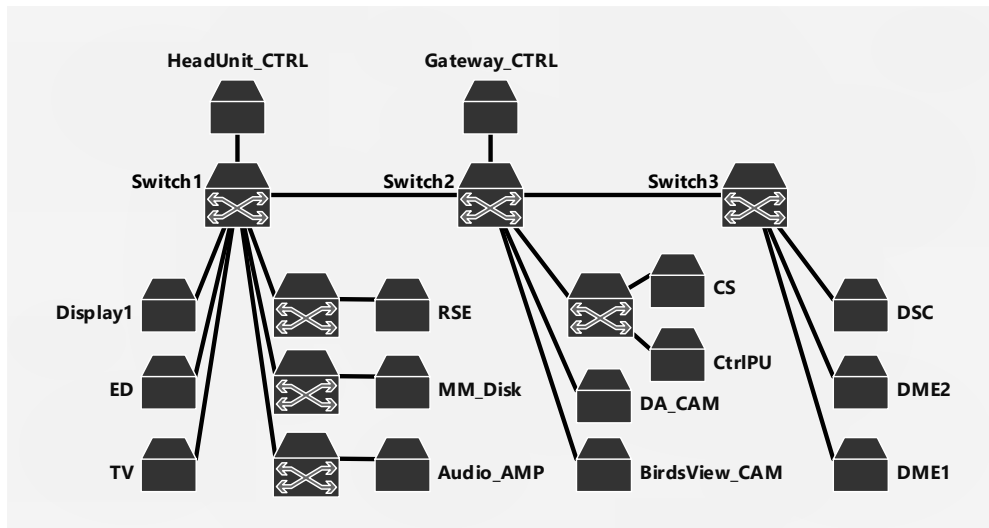 HeadUnit_CTRL
Gateway_CTRL
Switch1
Switch2
Switch3
Display1
RSE
CS
DSC
ED
MM_Disk
CtrlPU
DA_CAM
DME2
TV
Audio_AMP
BirdsView_CAM
DME1